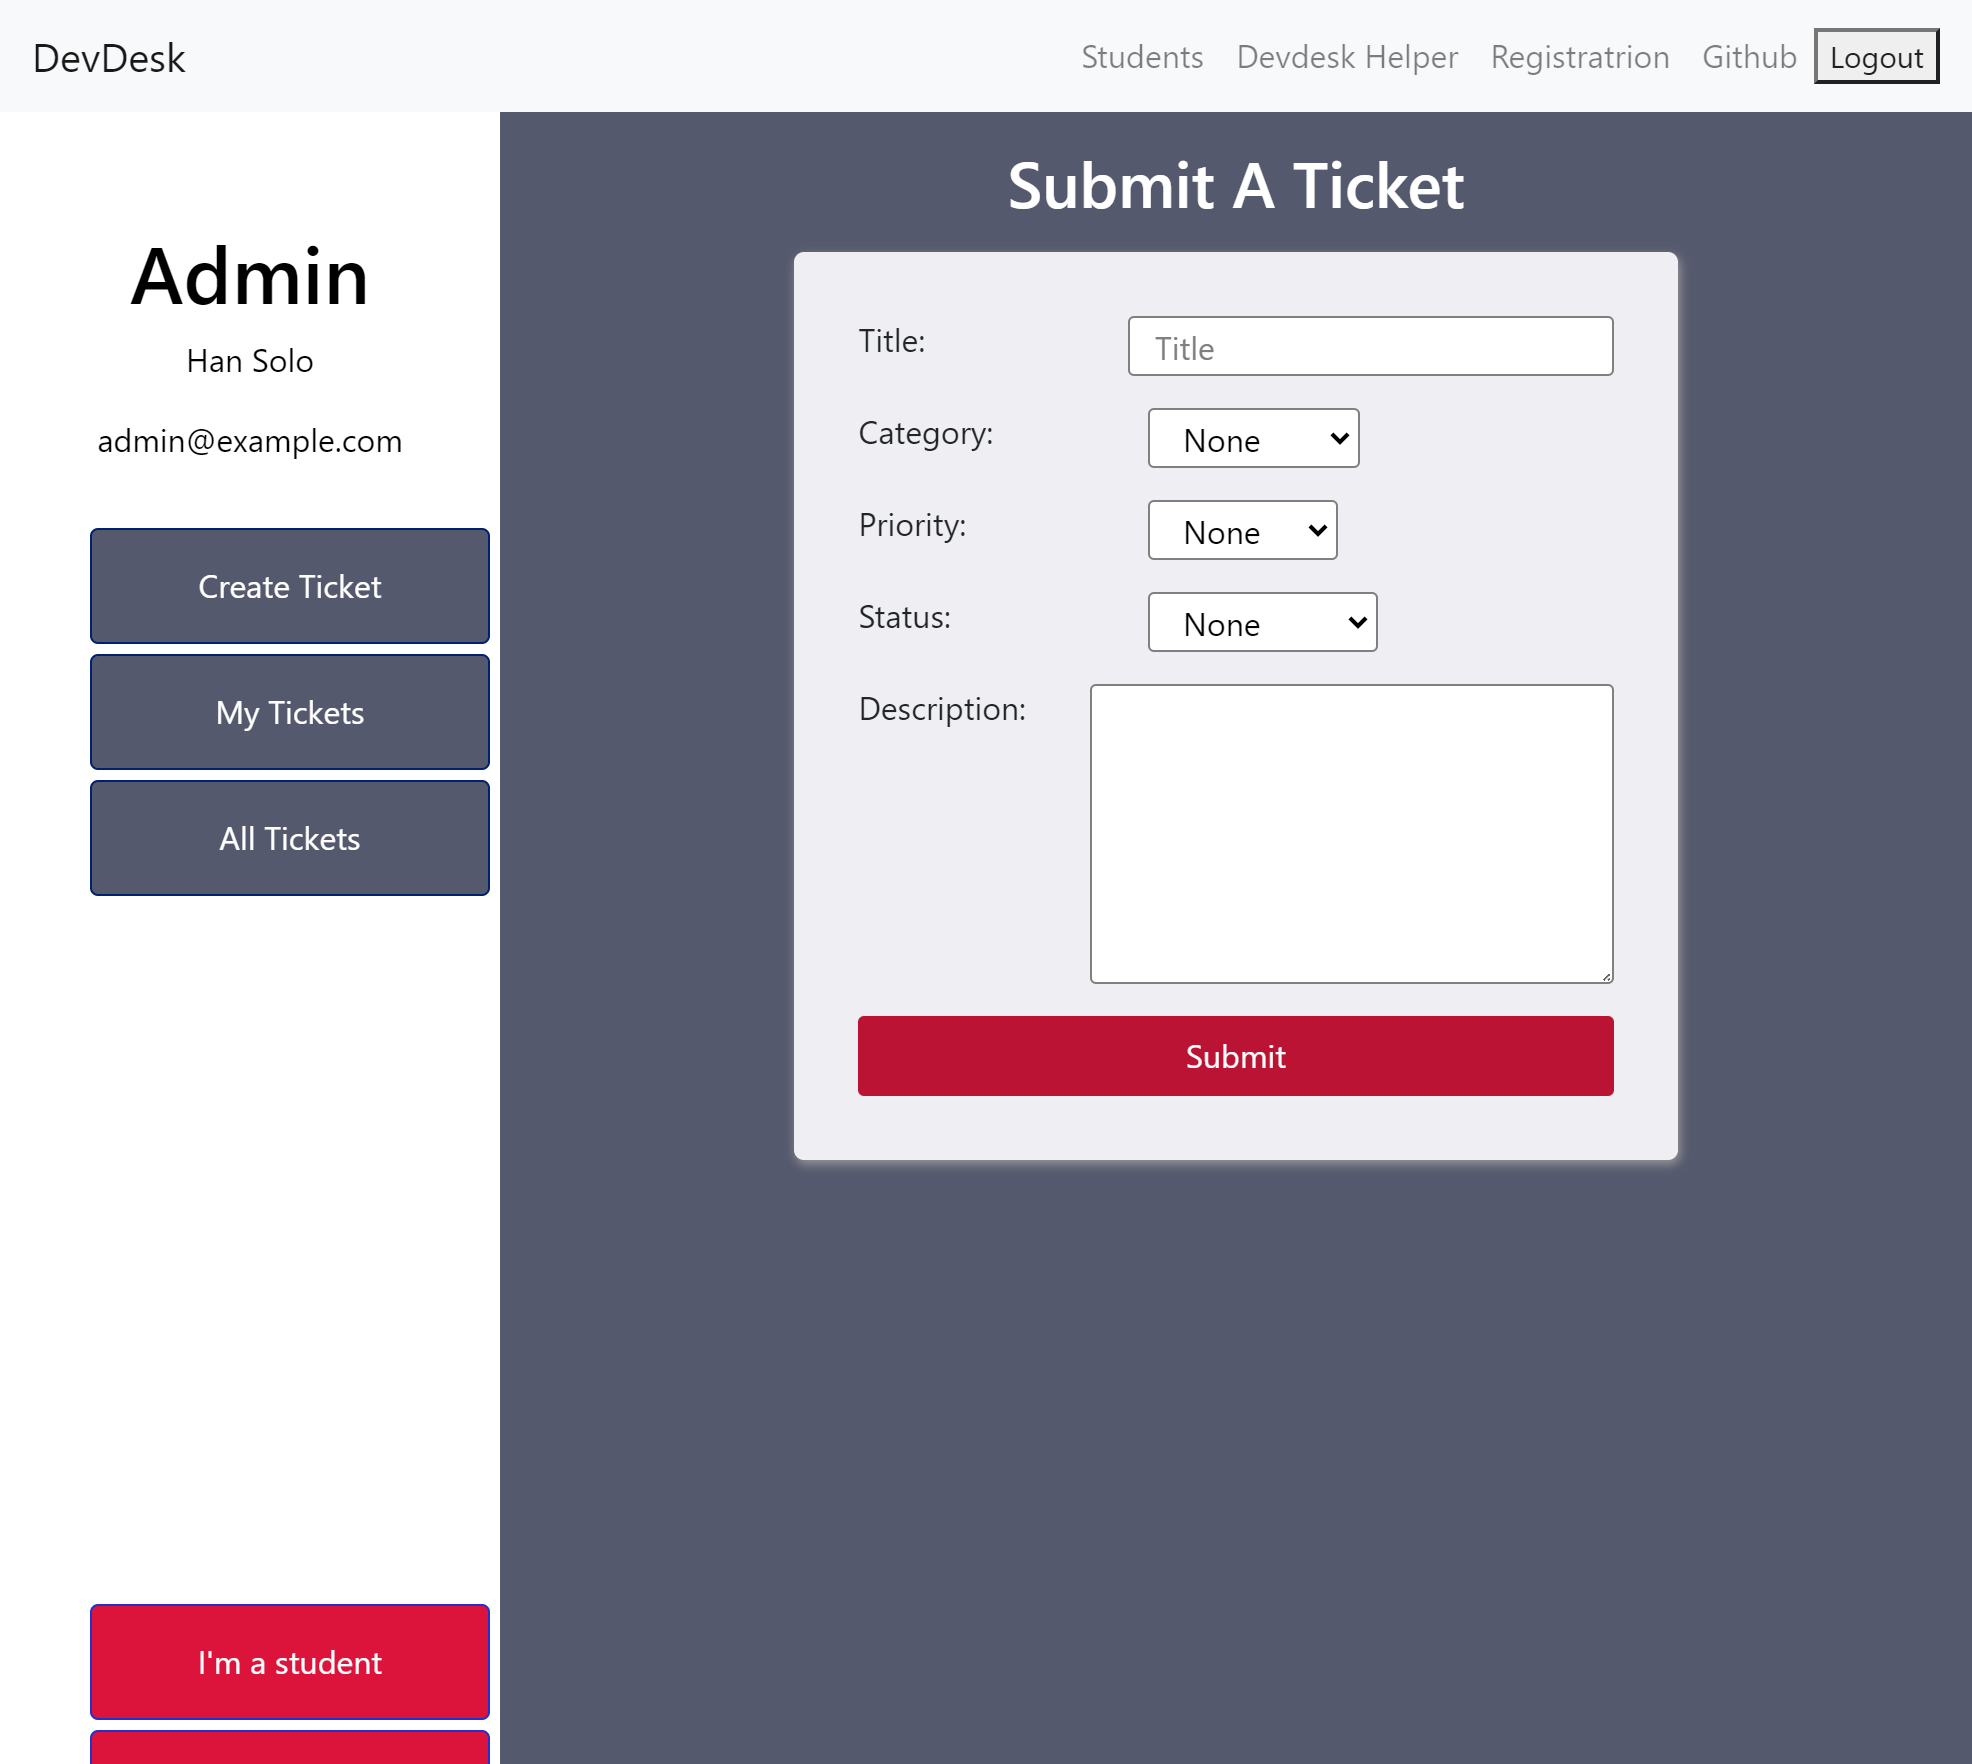 DevDesk
Students Devdesk Helper Registratrion Github Logout
Admin
Han Solo
admin@example.com
Create Ticket
My Tickets
All Tickets
I'm a student
Submit A Ticket
Title: Title
Category: None
Priority: None
Status: None
Description:
Submit